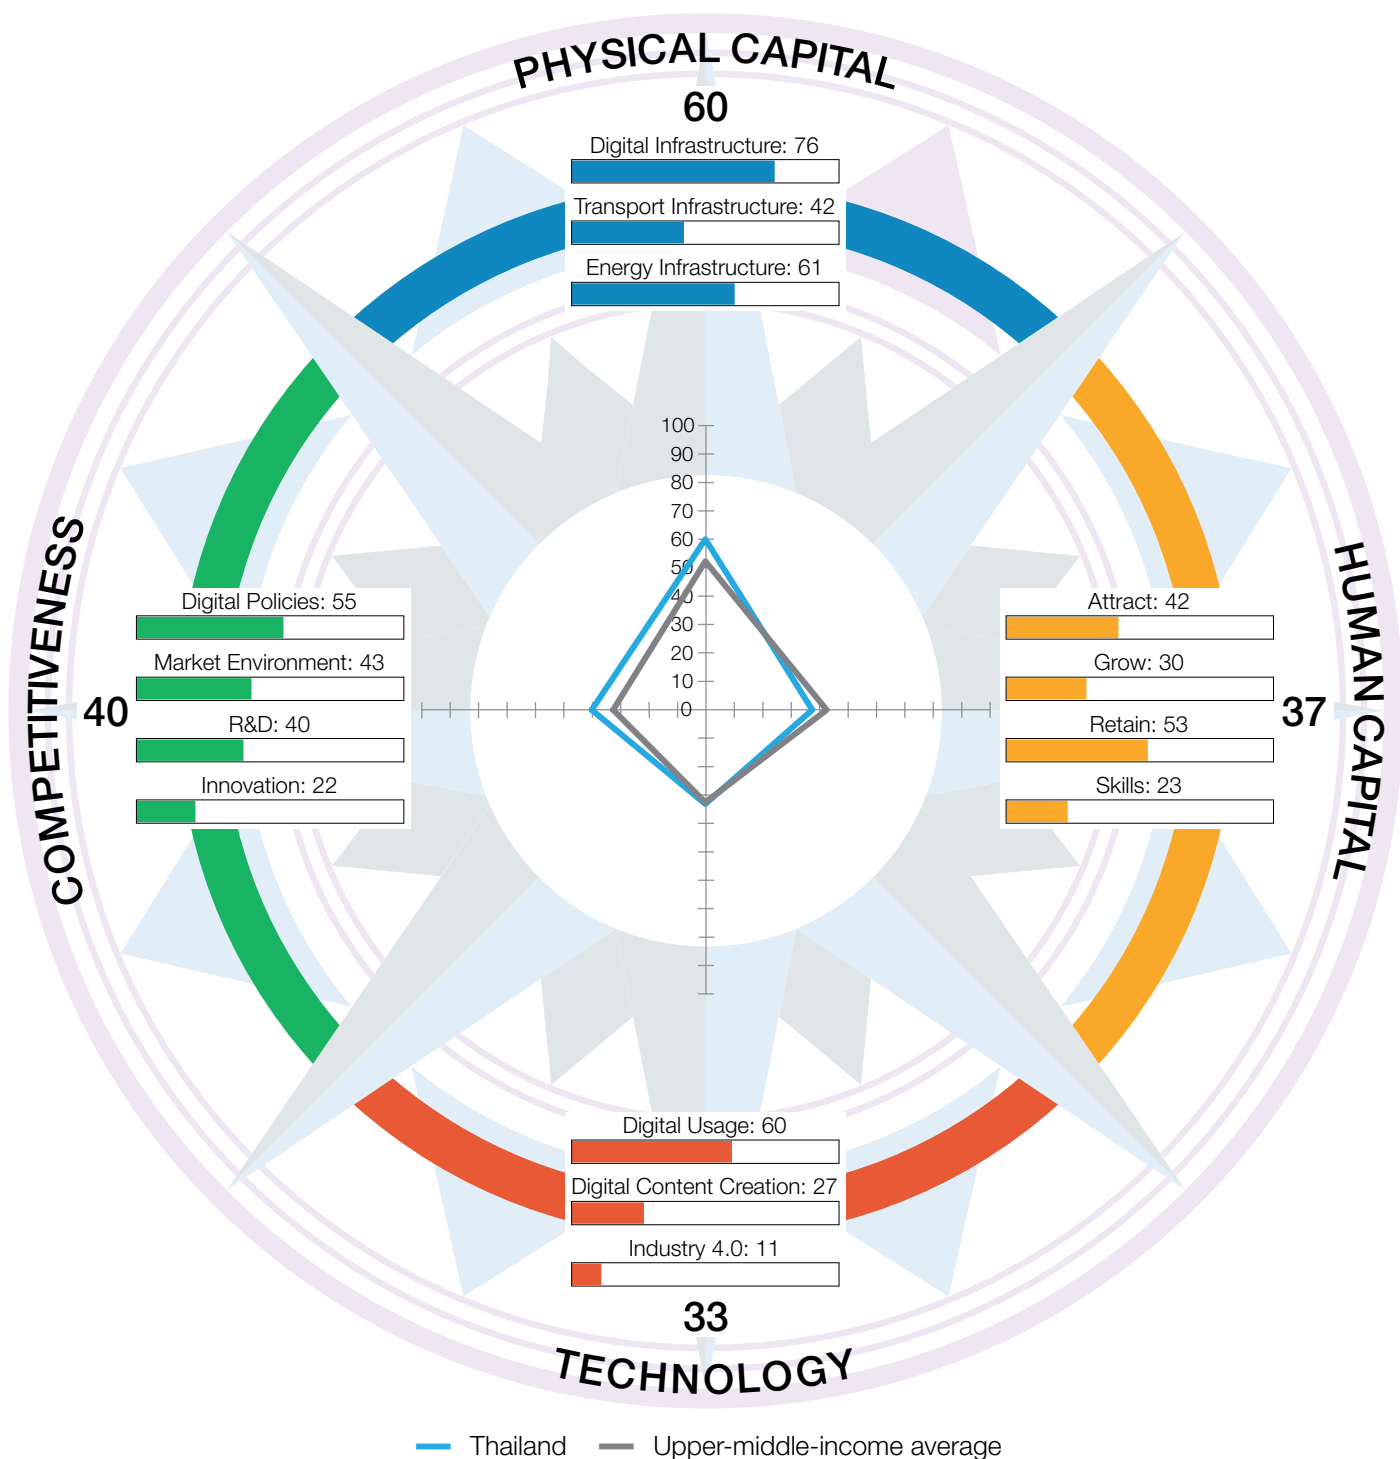 PHYSICAL CAPITAL
60
Digital Infrastructure: 76
Transport Infrastructure: 42
Energy Infrastructure: 61
100
90
80
70
60
50
40
30
20
10
0
COMPETITIVENESS
40
Digital Policies: 55
Market Environment: 43
R&D: 40
Innovation: 22
HUMAN CAPITAL
37
Attract: 42
Grow: 30
Retain: 53
Skills: 23
Digital Usage: 60
Digital Content Creation: 27
Industry 4.0: 11
33
TECHNOLOGY
Thailand
Upper-middle-income average